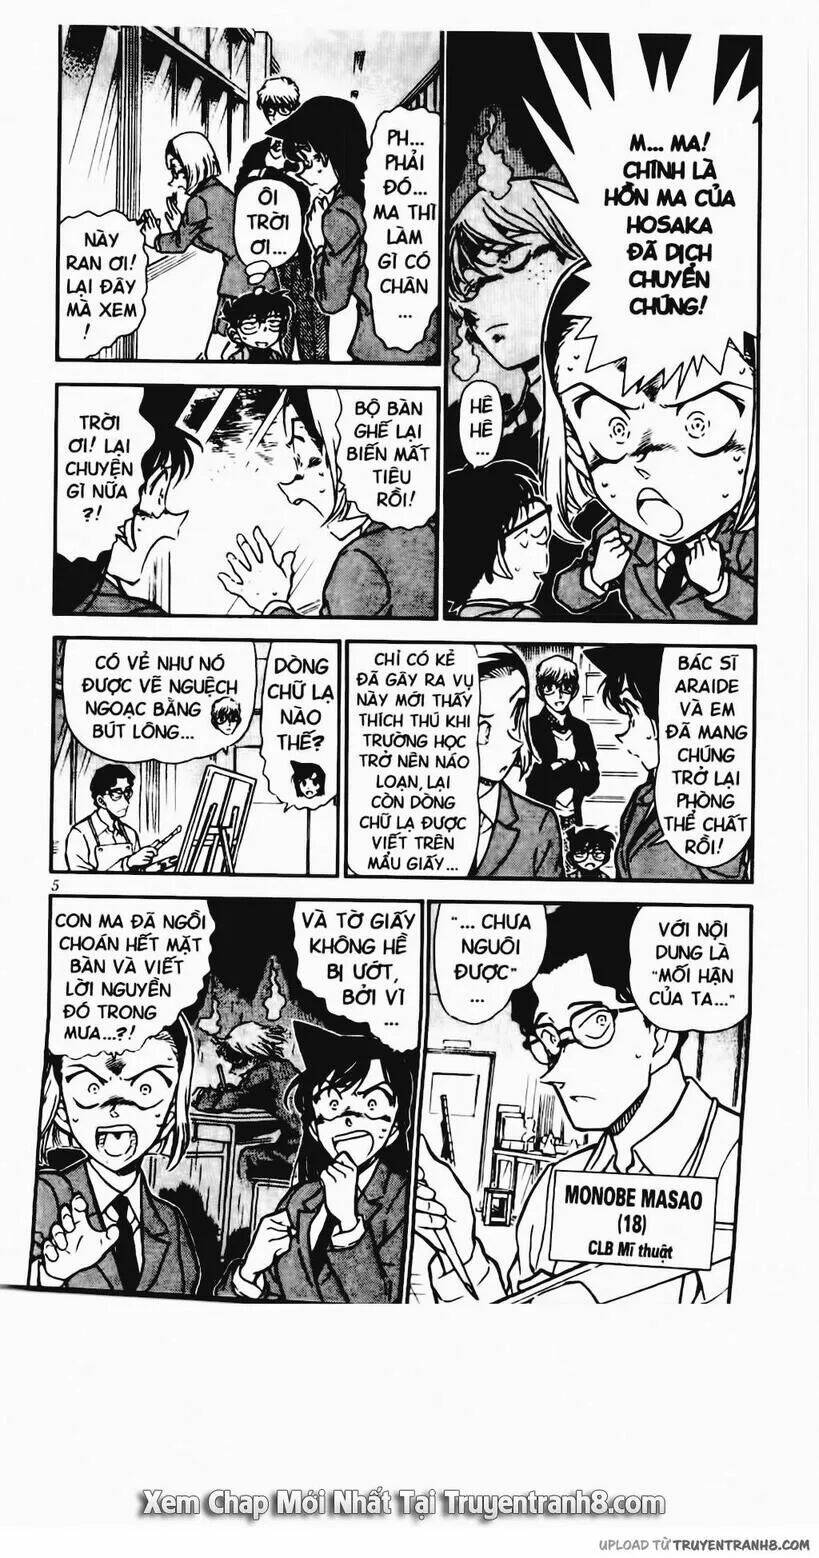 M... MA!
CHÍNH LÀ
HỒN MA CỦA
HOSAKA
ĐÃ DỊCH
CHUYỂN
CHÚNG!
HÊ
HÊ...
PH...
PHẢI
ĐÓ...
MA THÌ
LÀM
GÌ CÓ
CHÂN
...
ÔI
TRỜI
ƠI...
NÀY
RAN ƠI!
LẠI ĐÂY
MÀ XEM
!
BỘ BÀN
GHẾ LẠI
BIẾN MẤT
TIÊU
RỒI!
TRỜI
ƠI! LẠI
CHUYỆN
GÌ NỮA
?!
BÁC SĨ
ARAIDE
VÀ EM
ĐÃ MANG
CHÚNG
TRỞ LẠI
PHÒNG
THỂ CHẤT
RỒI!
CHỈ CÓ KẺ
ĐÃ GÂY RA VỤ
NÀY MỚI THẤY
THÍCH THÚ KHI
TRƯỜNG HỌC
TRỞ NÊN NÁO
LOẠN, LẠI
CÒN DÒNG
CHỮ LẠ ĐƯỢC
VIẾT TRÊN
MẨU GIẤY...
DÒNG
CHỮ LẠ
NÀO
THẾ?
CÓ VẺ NHƯ NÓ
ĐƯỢC VẼ NGUỆCH
NGOẠC BẰNG
BÚT LÔNG...
5
VỚI NỘI
DUNG LÀ
"MỐI HẬN
CỦA TA..."
"... CHƯA
NGUÔI
ĐƯỢC"
...
MONOBE MASAO
(18)
CLB Mĩ thuật
VÀ TỜ GIẤY
KHÔNG HỀ
BỊ ƯỚT,
BỞI VÌ
...
CON MA ĐÃ NGỒI
CHOÁN HẾT MẶT
BÀN VÀ VIẾT
LỜI NGUYỀN
ĐÓ TRONG
MƯA...?!
Xem Chap Mới Nhất Tại Truyentranh8.com
UPLOAD TỪ TRUYENTRANH8.COM